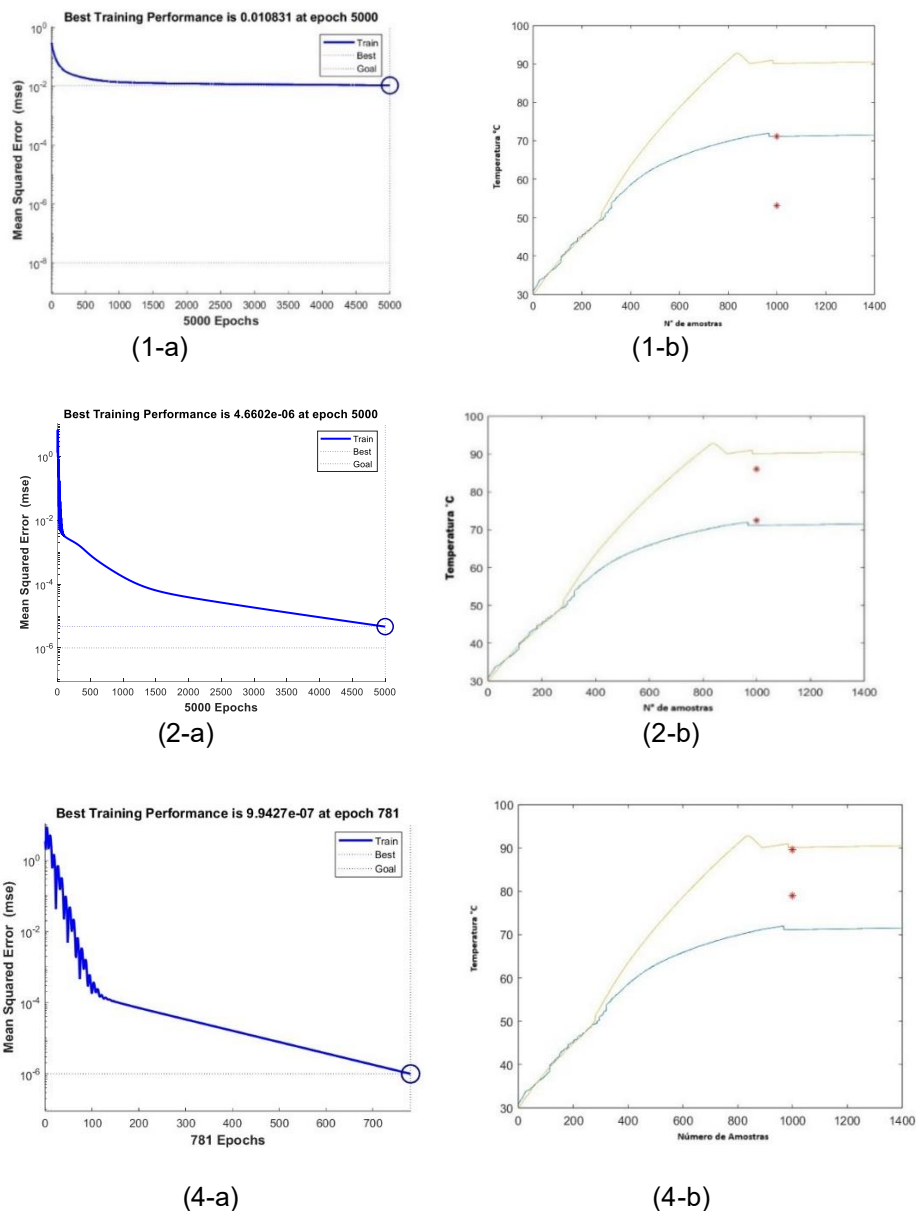 Best Training Performance is 0.010831 at epoch 5000
Mean Squared Error (mse)
10^0
10^-2
10^-4
10^-6
10^-8
Train
Best
Goal
0 500 1000 1500 2000 2500 3000 3500 4000 4500 5000
5000 Epochs
(1-a)
Temperatura °C
100
90
80
70
60
50
40
30
0 200 400 600 800 1000 1200 1400
N° de amostras
(1-b)
Best Training Performance is 4.6602e-06 at epoch 5000
Mean Squared Error (mse)
10^0
10^-2
10^-4
10^-6
Train
Best
Goal
0 500 1000 1500 2000 2500 3000 3500 4000 4500 5000
5000 Epochs
(2-a)
Temperatura °C
100
90
80
70
60
50
40
30
0 200 400 600 800 1000 1200 1400
N° de amostras
(2-b)
Best Training Performance is 9.9427e-07 at epoch 781
Mean Squared Error (mse)
10^0
10^-2
10^-4
10^-6
Train
Best
Goal
0 100 200 300 400 500 600 700
781 Epochs
(4-a)
Temperatura °C
100
90
80
70
60
50
40
30
0 200 400 600 800 1000 1200 1400
Número de Amostras
(4-b)